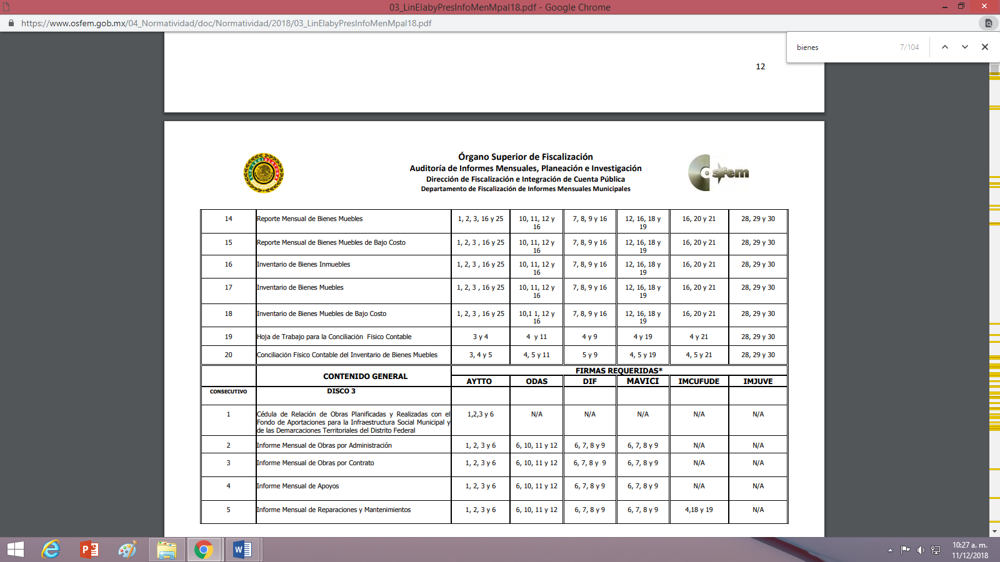 03_LinElabyPresInfoMenMpal18.pdf - Google Chrome
https://www.osfem.gob.mx/04_Normatividad/doc/Normatividad/2018/03_LinElabyPresInfoMenMpal18.pdf
bienes 7/104
12
Órgano Superior de Fiscalización
Auditoría de Informes Mensuales, Planeación e Investigación
Dirección de Fiscalización e Integración de Cuenta Pública
Departamento de Fiscalización de Informes Mensuales Municipales
LIX LEGISLATURA
Osfem
14 Reporte Mensual de Bienes Muebles 1, 2, 3, 16 y 25 10, 11, 12 y 7, 8, 9 y 16 12, 16, 18 y 16, 20 y 21 28, 29 y 30
16 19
15 Reporte Mensual de Bienes Muebles de Bajo Costo 1, 2, 3 , 16 y 25 10, 11, 12 y 7, 8, 9 y 16 12, 16, 18 y 16, 20 y 21 28, 29 y 30
16 19
16 Inventario de Bienes Inmuebles 1, 2, 3 , 16 y 25 10, 11, 12 y 7, 8, 9 y 16 12, 16, 18 y 16, 20 y 21 28, 29 y 30
16 19
17 Inventario de Bienes Muebles 1, 2, 3 , 16 y 25 10, 11, 12 y 7, 8, 9 y 16 12, 16, 18 y 16, 20 y 21 28, 29 y 30
16 19
18 Inventario de Bienes Muebles de Bajo Costo 1, 2, 3 , 16 y 25 10,1 1, 12 y 7, 8, 9 y 16 12, 16, 18 y 16, 20 y 21 28, 29 y 30
16 19
19 Hoja de Trabajo para la Conciliación Físico Contable 3 y 4 4 y 11 4 y 9 4 y 19 4 y 21 28, 29 y 30
20 Conciliación Físico Contable del Inventario de Bienes Muebles 3, 4 y 5 4, 5 y 11 5 y 9 4, 5 y 19 4, 5 y 21 28, 29 y 30
CONTENIDO GENERAL FIRMAS REQUERIDAS*
AYTTO ODAS DIF MAVICI IMCUFUDE IMJUVE
CONSECUTIVO DISCO 3
1 Cédula de Relación de Obras Planificadas y Realizadas con el 1,2,3 y 6 N/A N/A N/A N/A N/A
Fondo de Aportaciones para la Infraestructura Social Municipal y
de las Demarcaciones Territoriales del Distrito Federal
2 Informe Mensual de Obras por Administración 1, 2, 3 y 6 6, 10, 11 y 12 6, 7, 8 y 9 6, 7, 8 y 9 N/A N/A
3 Informe Mensual de Obras por Contrato 1, 2, 3 y 6 6, 10, 11 y 12 6, 7, 8 y 9 6, 7, 8 y 9 N/A N/A
4 Informe Mensual de Apoyos 1, 2, 3 y 6 6, 10, 11 y 12 6, 7, 8 y 9 6, 7, 8 y 9 N/A N/A
5 Informe Mensual de Reparaciones y Mantenimientos 1, 2, 3 y 6 6, 10, 11 y 12 6, 7, 8 y 9 6, 7, 8 y 9 4,18 y 19 N/A
10:27 a. m.
11/12/2018